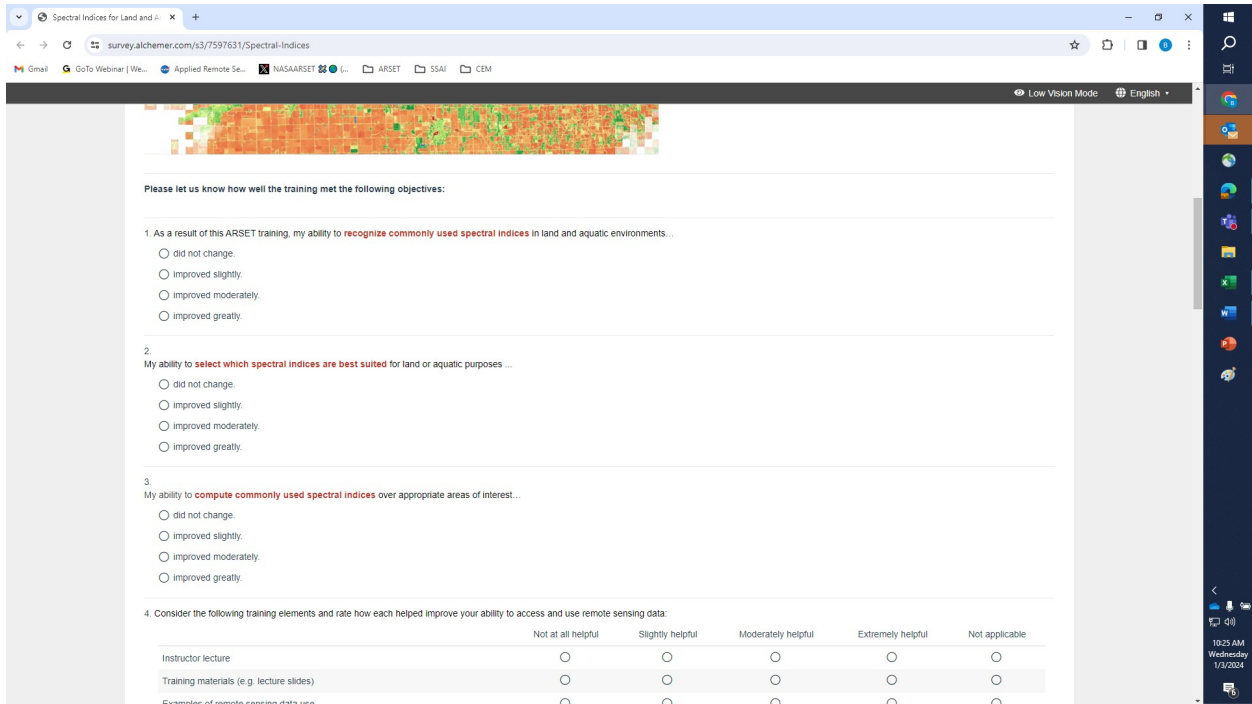 Spectral Indices for Land and A
survey.alchemer.com/s3/7597631/Spectral-Indices
Gmail GoTo Webinar | We... Applied Remote Se... NASAARSET (... ARSET SSAI CEM
Low Vision Mode English
Please let us know how well the training met the following objectives:
1. As a result of this ARSET training, my ability to recognize commonly used spectral indices in land and aquatic environments...
did not change.
improved slightly.
improved moderately.
improved greatly.
2.
My ability to select which spectral indices are best suited for land or aquatic purposes ...
did not change.
improved slightly.
improved moderately.
improved greatly.
3.
My ability to compute commonly used spectral indices over appropriate areas of interest...
did not change.
improved slightly.
improved moderately.
improved greatly.
4. Consider the following training elements and rate how each helped improve your ability to access and use remote sensing data:
Not at all helpful Slightly helpful Moderately helpful Extremely helpful Not applicable
Instructor lecture
Training materials (e.g. lecture slides)
Examples of remote sensing data use
10:25 AM
Wednesday
1/3/2024